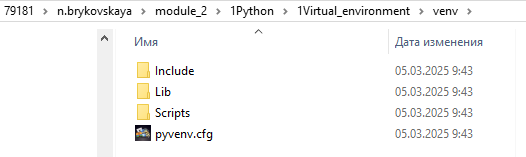 79181 > n.brykovskaya > module_2 > 1Python > 1Virtual_environment > venv >
Имя Дата изменения
Include 05.03.2025 9:43
Lib 05.03.2025 9:43
Scripts 05.03.2025 9:43
pyvenv.cfg 05.03.2025 9:43